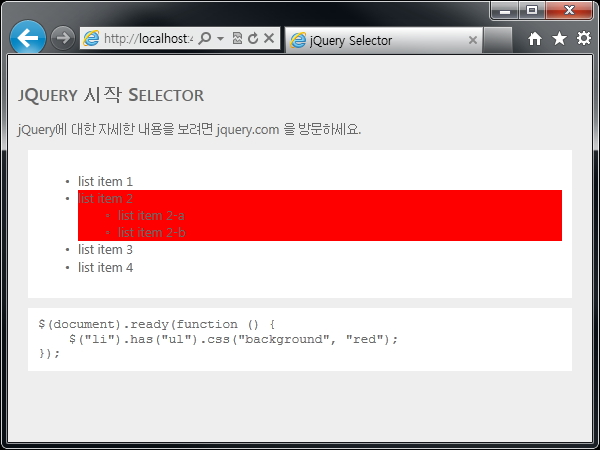 http://localhost:4
jQuery Selector
JQUERY 시작 SELECTOR
jQuery에 대한 자세한 내용을 보려면 jquery.com 을 방문하세요.
list item 1
list item 2
list item 2-a
list item 2-b
list item 3
list item 4
$(document).ready(function () {
$("li").has("ul").css("background", "red");
});